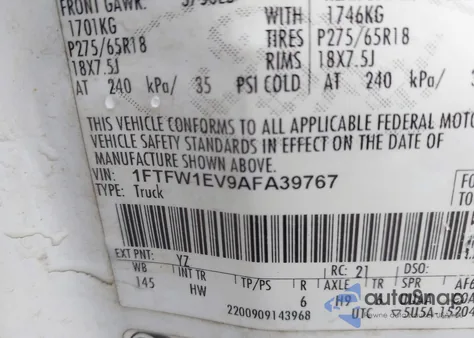 FRONT GAWR:
WITH 1746KG
1701KG
TIRES P275/65R18
P275/65R18
RIMS 18X7.5J
18X7.5J
AT 240 kPa/ 35 PSI COLD AT 240 kPa/
THIS VEHICLE CONFORMS TO ALL APPLICABLE FEDERAL MOTO
VEHICLE SAFETY STANDARDS IN EFFECT ON THE DATE OF
MANUFACTURE SHOWN ABOVE.
VIN: 1FTFW1EV9AFA39767
TYPE: Truck
EXT PNT: YZ RC: 21 DSO:
WB INT TR TP/PS R AXLE TR SPR
145 HW 6 H9
2200909143968 UTC
autoSnap